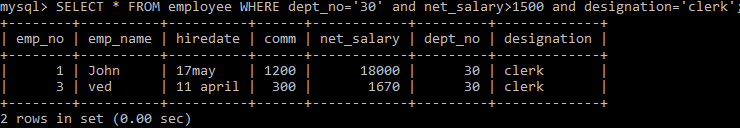 mysql> SELECT * FROM employee WHERE dept_no='30' and net_salary>1500 and designation='clerk';
+--------+----------+----------+------+------------+---------+-------------+
| emp_no | emp_name | hiredate | comm | net_salary | dept_no | designation |
+--------+----------+----------+------+------------+---------+-------------+
| 1 | John | 17may | 1200 | 18000 | 30 | clerk |
| 3 | ved | 11 april | 300 | 1670 | 30 | clerk |
+--------+----------+----------+------+------------+---------+-------------+
2 rows in set (0.00 sec)